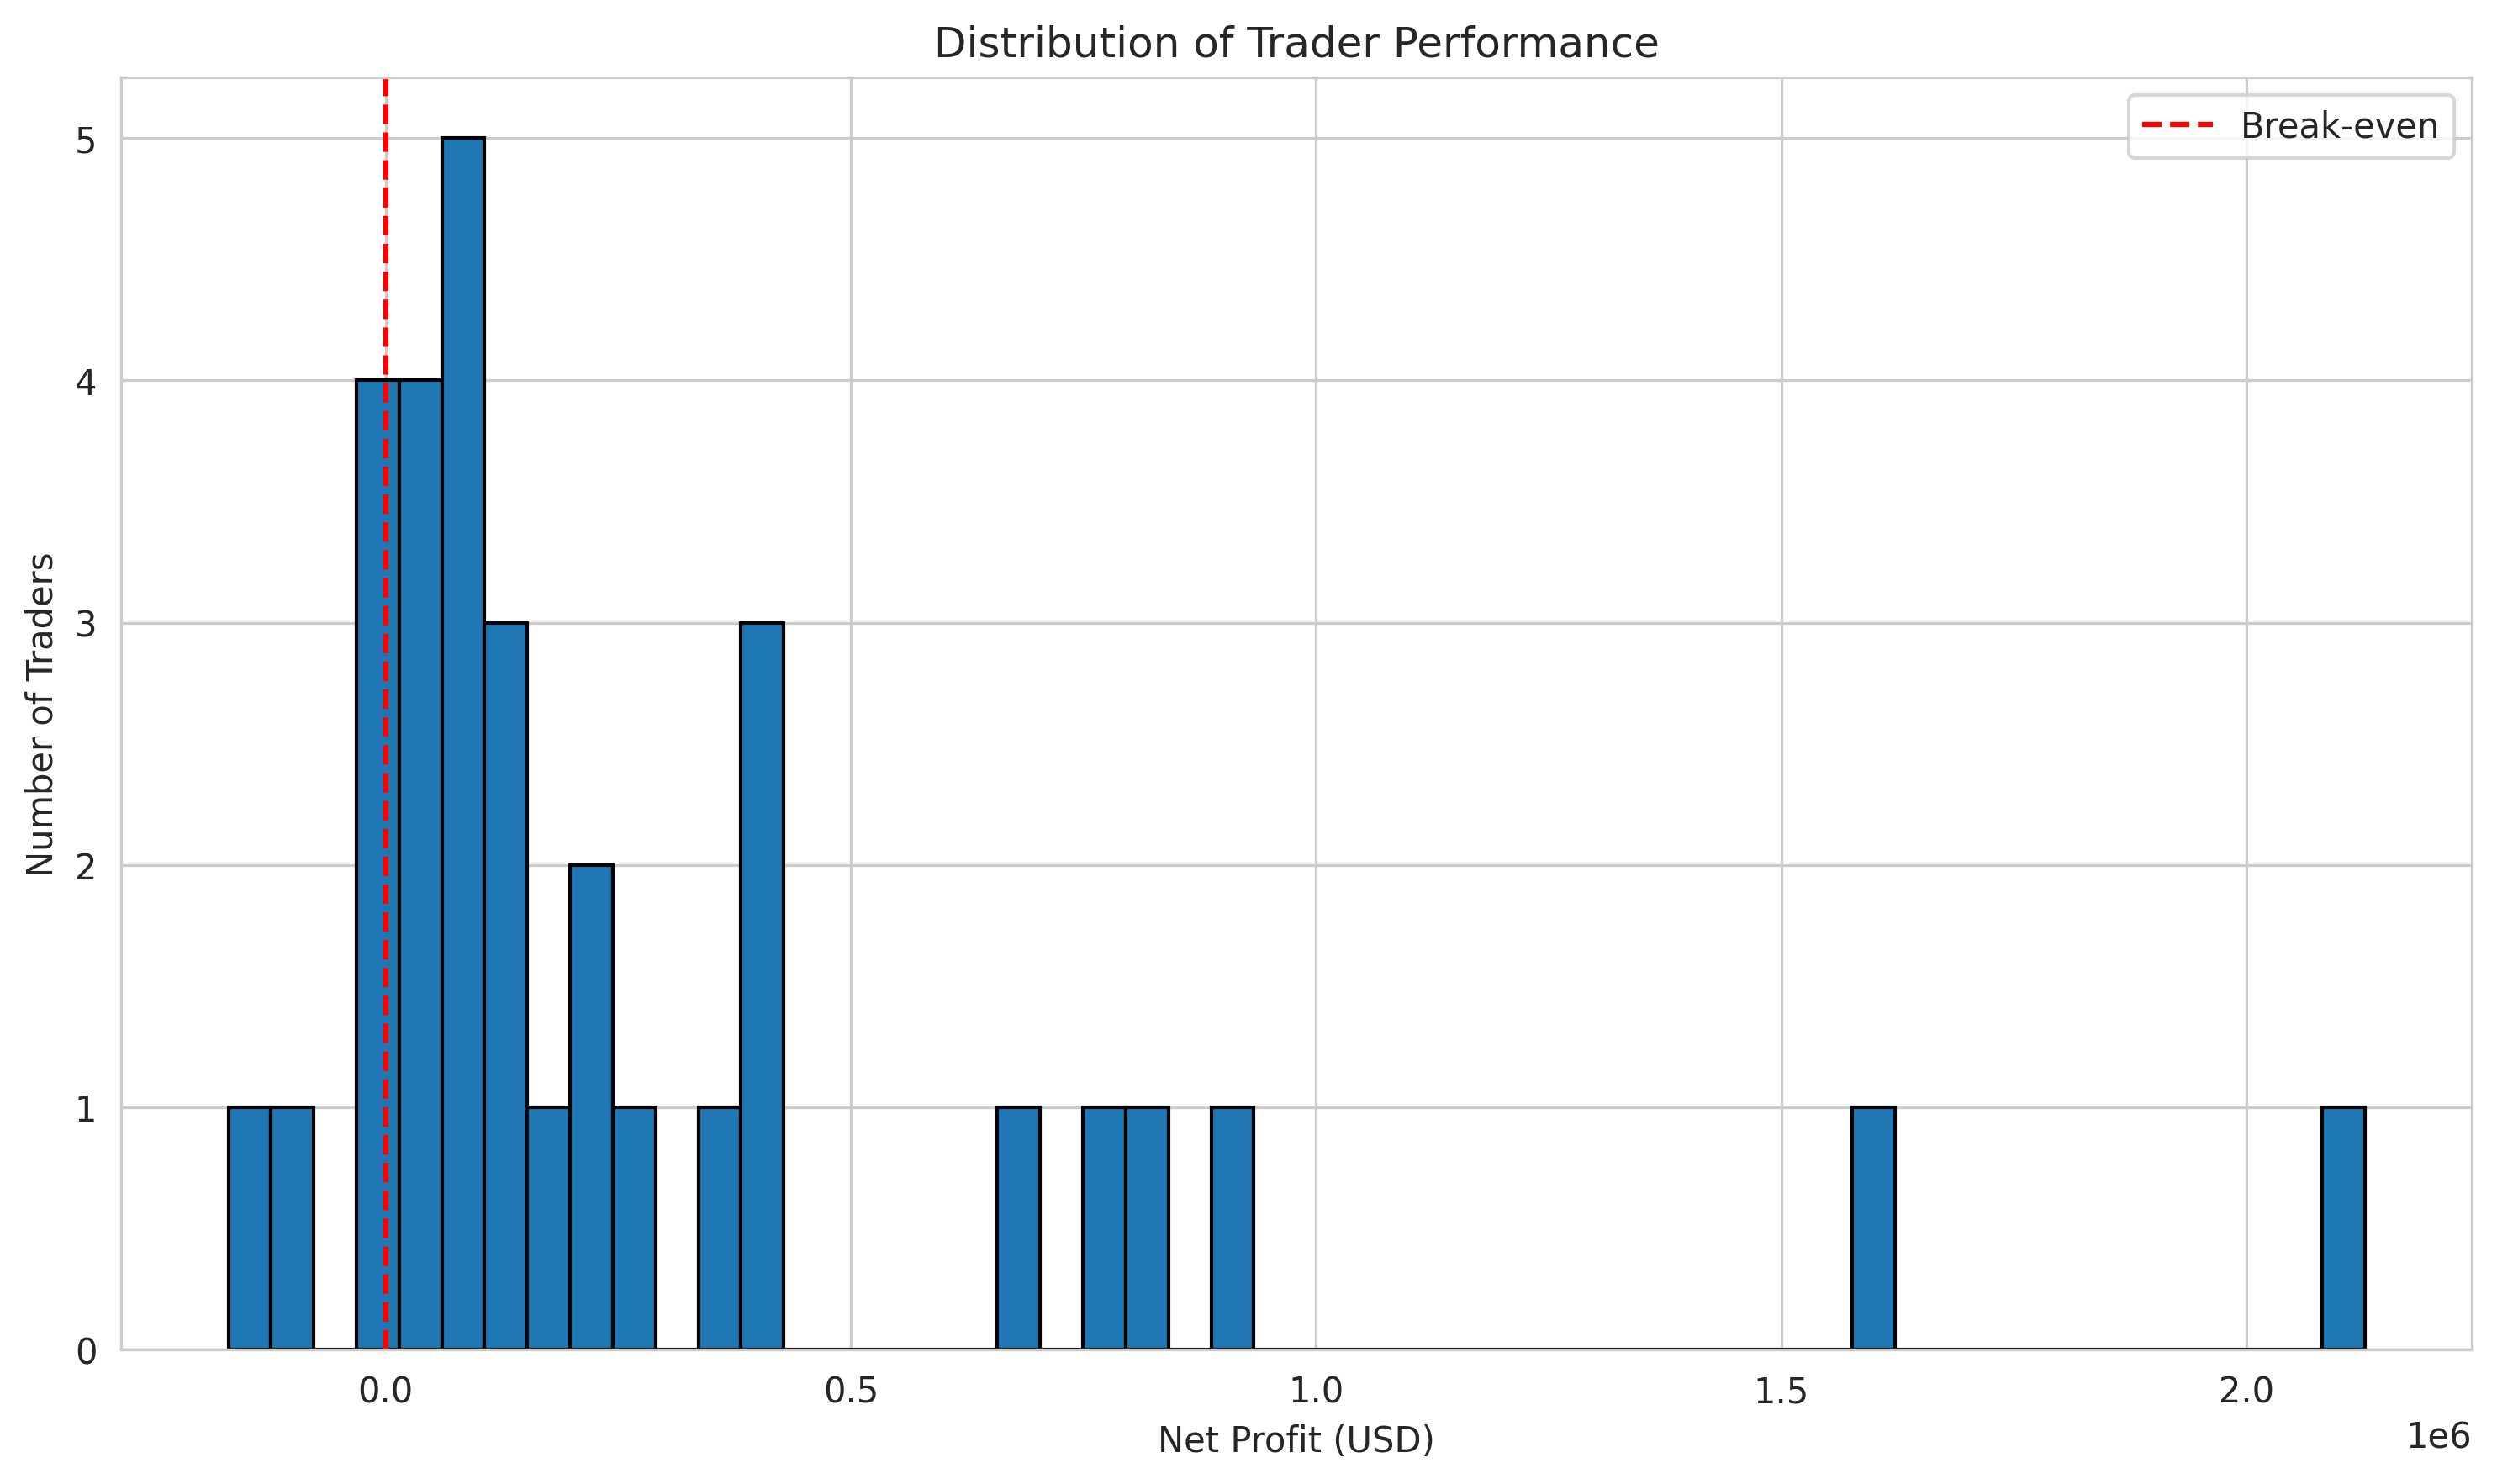 Distribution of Trader Performance
Break-even
Number of Traders
5
4
3
2
1
0
0.0 0.5 1.0 1.5 2.0
1e6
Net Profit (USD)